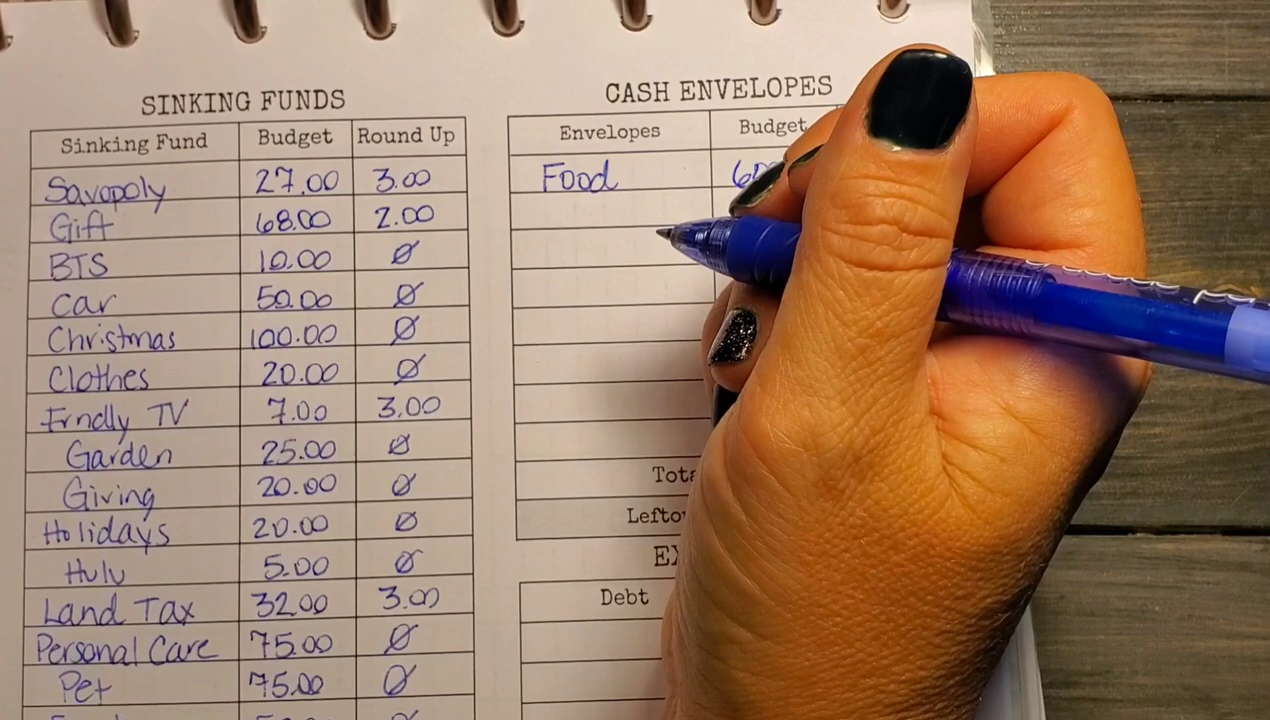 SINKING FUNDS
Sinking Fund Budget Round Up
Savopoly 27.00 3.00
Gift 68.00 2.00
BTS 10.00 Ø
Car 50.00 Ø
Christmas 100.00 Ø
Clothes 20.00 Ø
Frndly TV 7.00 3.00
Garden 25.00 Ø
Giving 20.00 Ø
Holidays 20.00 Ø
Hulu 5.00 Ø
Land Tax 32.00 3.00
Personal Care 75.00 Ø
Pet 75.00 Ø
CASH ENVELOPES
Envelopes Budget
Food
Debt